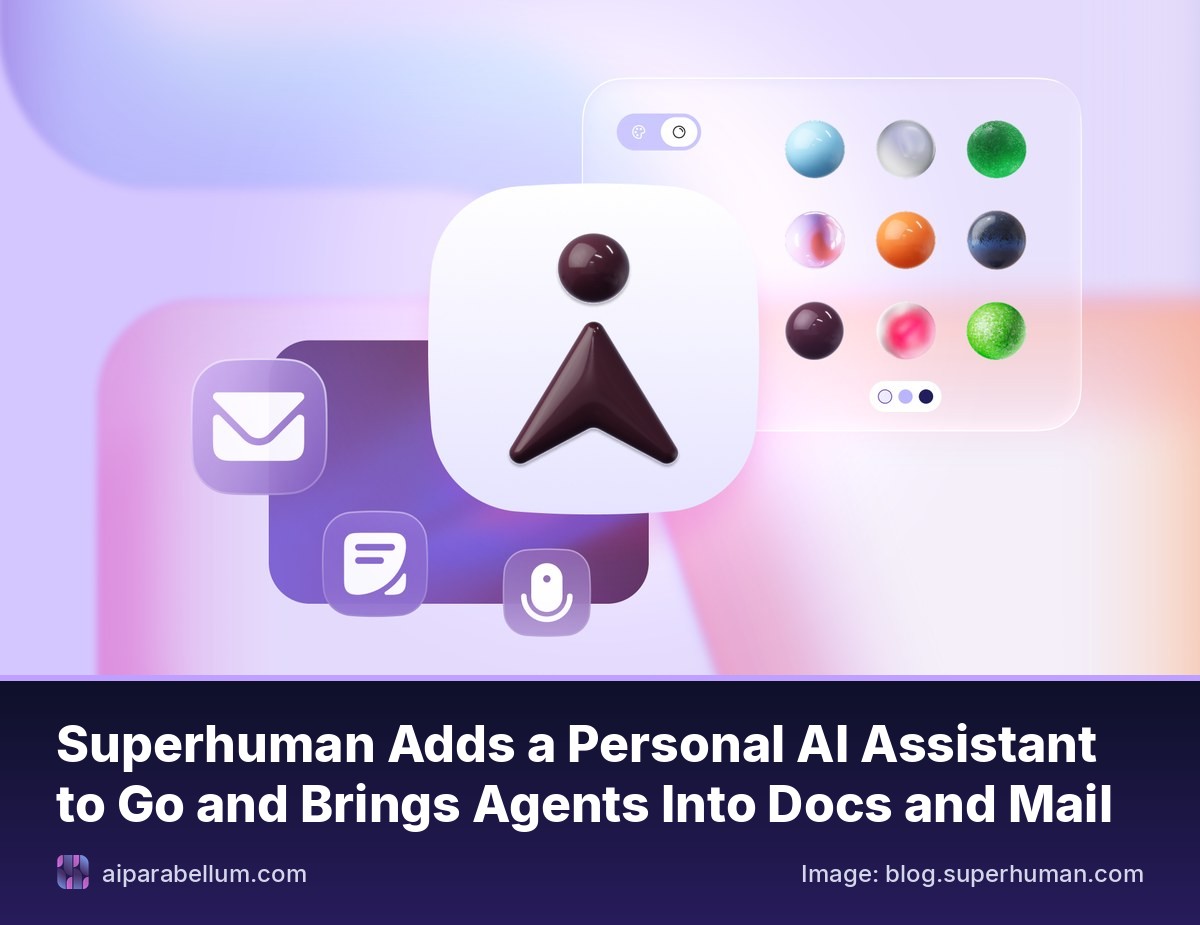 Superhuman Adds a Personal AI Assistant
to Go and Brings Agents Into Docs and Mail
aiparabellum.com
Image: blog.superhuman.com